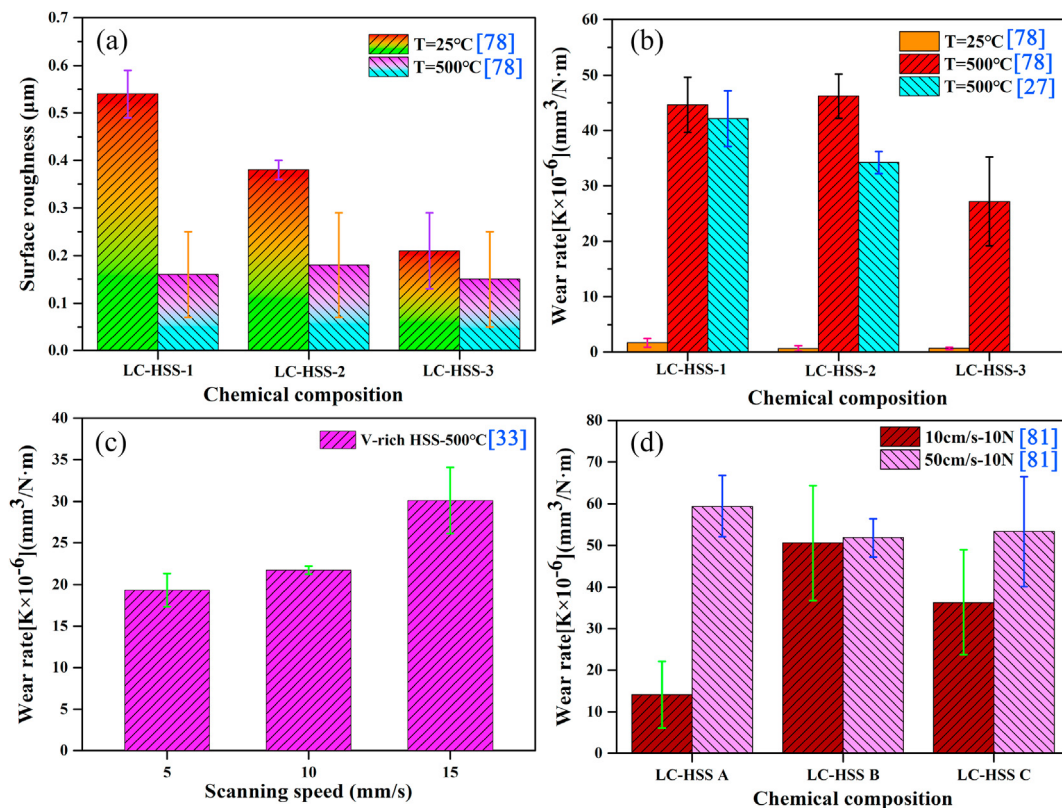 (a)
T=25℃ [78]
T=500℃ [78]
Surface roughness (μm)
0.7
0.6
0.5
0.4
0.3
0.2
0.1
0.0
LC-HSS-1 LC-HSS-2 LC-HSS-3
Chemical composition
(b)
T=25℃ [78]
T=500℃ [78]
T=500℃ [27]
Wear rate[K×10⁻⁶](mm³/N·m)
60
50
40
30
20
10
0
LC-HSS-1 LC-HSS-2 LC-HSS-3
Chemical composition
(c)
V-rich HSS-500℃ [33]
Wear rate[K×10⁻⁶](mm³/N·m)
40
35
30
25
20
15
10
5
0
5 10 15
Scanning speed (mm/s)
(d)
10cm/s-10N [81]
50cm/s-10N [81]
Wear rate[K×10⁻⁶](mm³/N·m)
80
70
60
50
40
30
20
10
0
LC-HSS A LC-HSS B LC-HSS C
Chemical composition